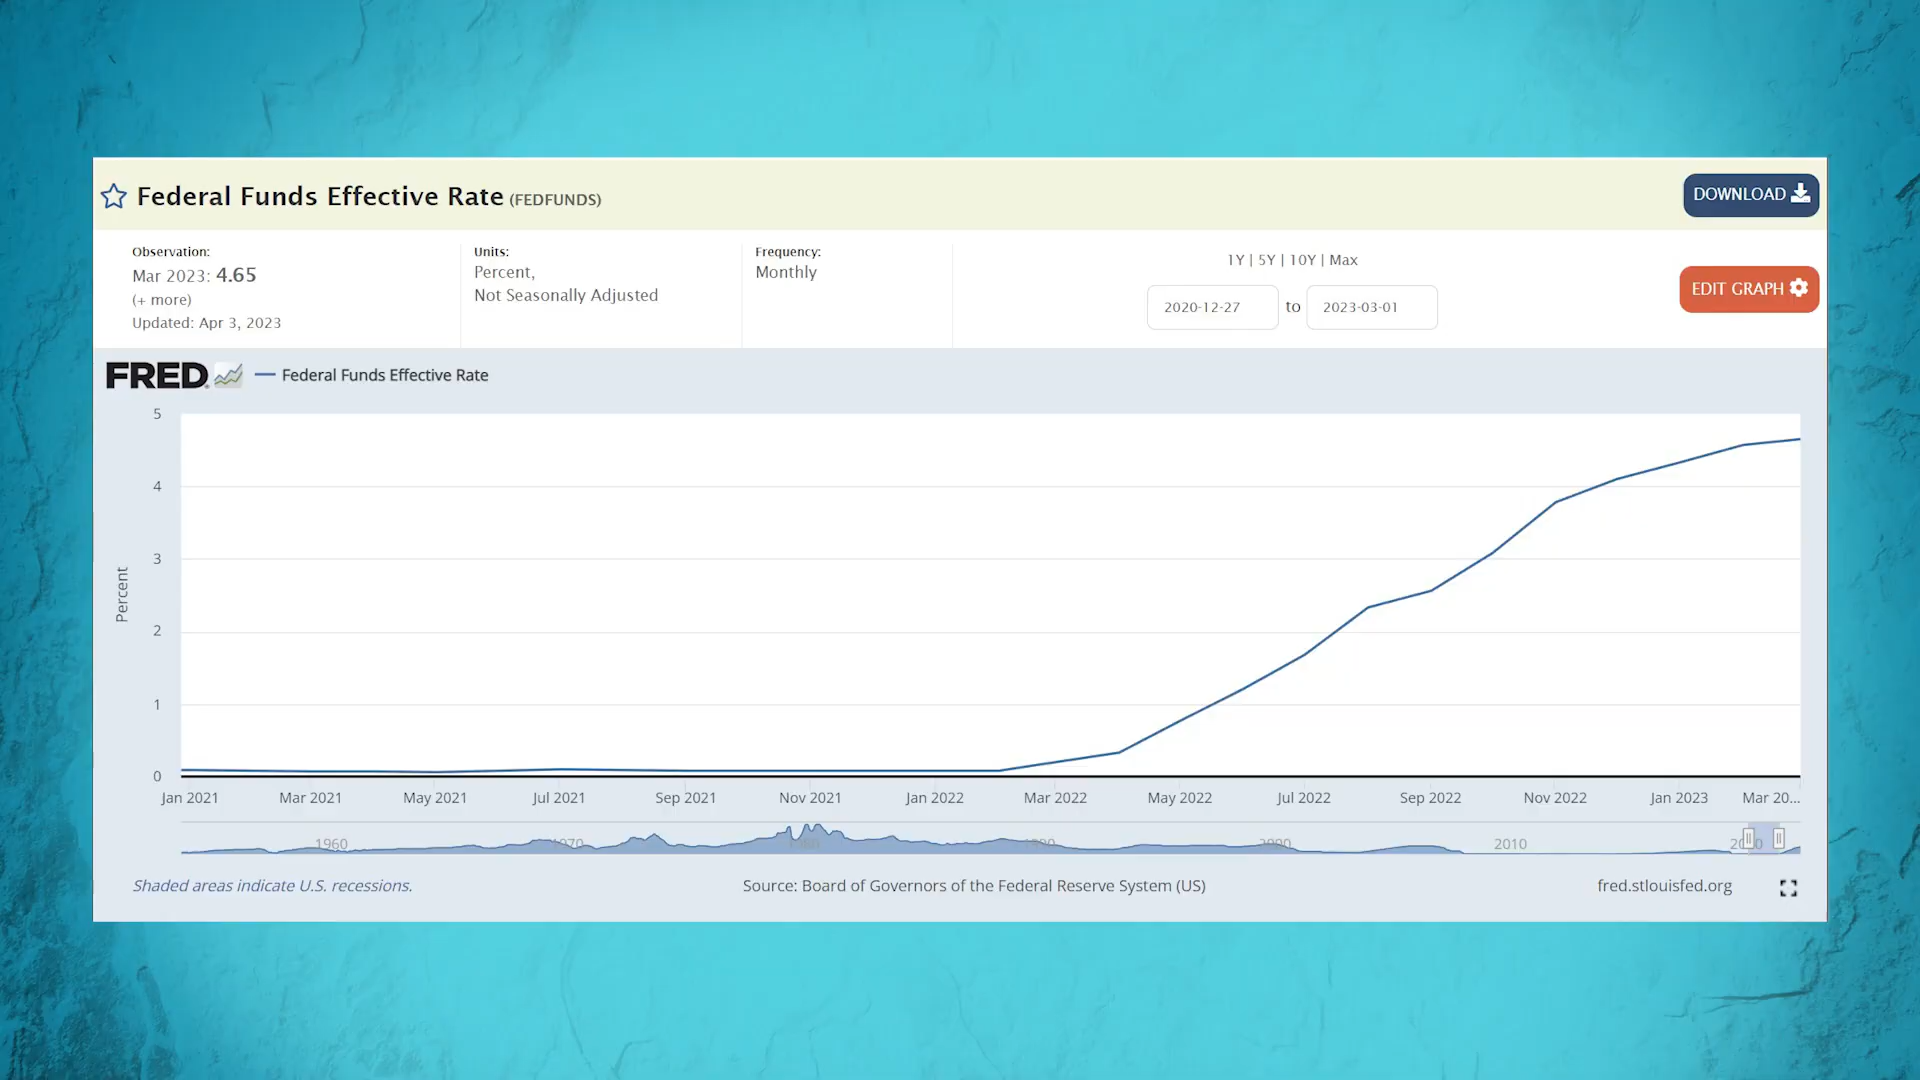 Federal Funds Effective Rate (FEDFUNDS)
DOWNLOAD
Observation:
Mar 2023: 4.65
(+ more)
Updated: Apr 3, 2023
Units:
Percent,
Not Seasonally Adjusted
Frequency:
Monthly
1Y | 5Y | 10Y | Max
2020-12-27 to 2023-03-01
EDIT GRAPH
FRED Federal Funds Effective Rate
5
4
3
2
1
0
Percent
Jan 2021 Mar 2021 May 2021 Jul 2021 Sep 2021 Nov 2021 Jan 2022 Mar 2022 May 2022 Jul 2022 Sep 2022 Nov 2022 Jan 2023 Mar 20...
1960 1970 1980 1990 2000 2010 2020
Shaded areas indicate U.S. recessions.
Source: Board of Governors of the Federal Reserve System (US)
fred.stlouisfed.org